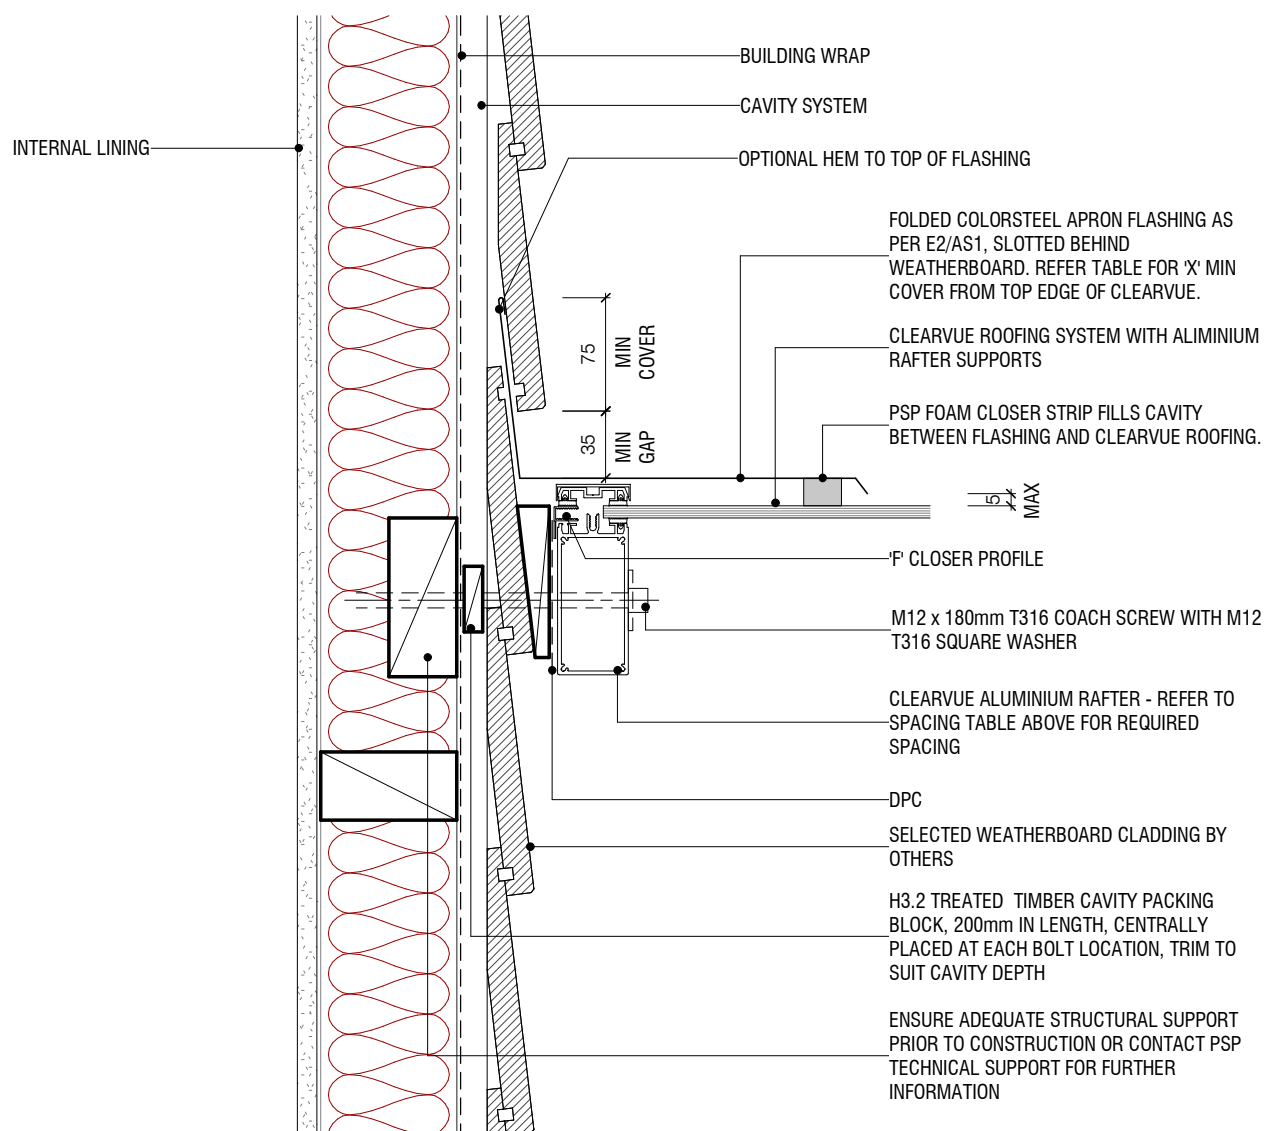 BUILDING WRAP
CAVITY SYSTEM
INTERNAL LINING
OPTIONAL HEM TO TOP OF FLASHING
FOLDED COLORSTEEL APRON FLASHING AS
PER E2/AS1, SLOTTED BEHIND
WEATHERBOARD. REFER TABLE FOR 'X' MIN
COVER FROM TOP EDGE OF CLEARVUE.
CLEARVUE ROOFING SYSTEM WITH ALIMINIUM
RAFTER SUPPORTS
75
MIN
COVER
PSP FOAM CLOSER STRIP FILLS CAVITY
BETWEEN FLASHING AND CLEARVUE ROOFING.
35
MIN
GAP
5
MAX
'F' CLOSER PROFILE
M12 x 180mm T316 COACH SCREW WITH M12
T316 SQUARE WASHER
CLEARVUE ALUMINIUM RAFTER - REFER TO
SPACING TABLE ABOVE FOR REQUIRED
SPACING
DPC
SELECTED WEATHERBOARD CLADDING BY
OTHERS
H3.2 TREATED  TIMBER CAVITY PACKING
BLOCK, 200mm IN LENGTH, CENTRALLY
PLACED AT EACH BOLT LOCATION, TRIM TO
SUIT CAVITY DEPTH
ENSURE ADEQUATE STRUCTURAL SUPPORT
PRIOR TO CONSTRUCTION OR CONTACT PSP
TECHNICAL SUPPORT FOR FURTHER
INFORMATION